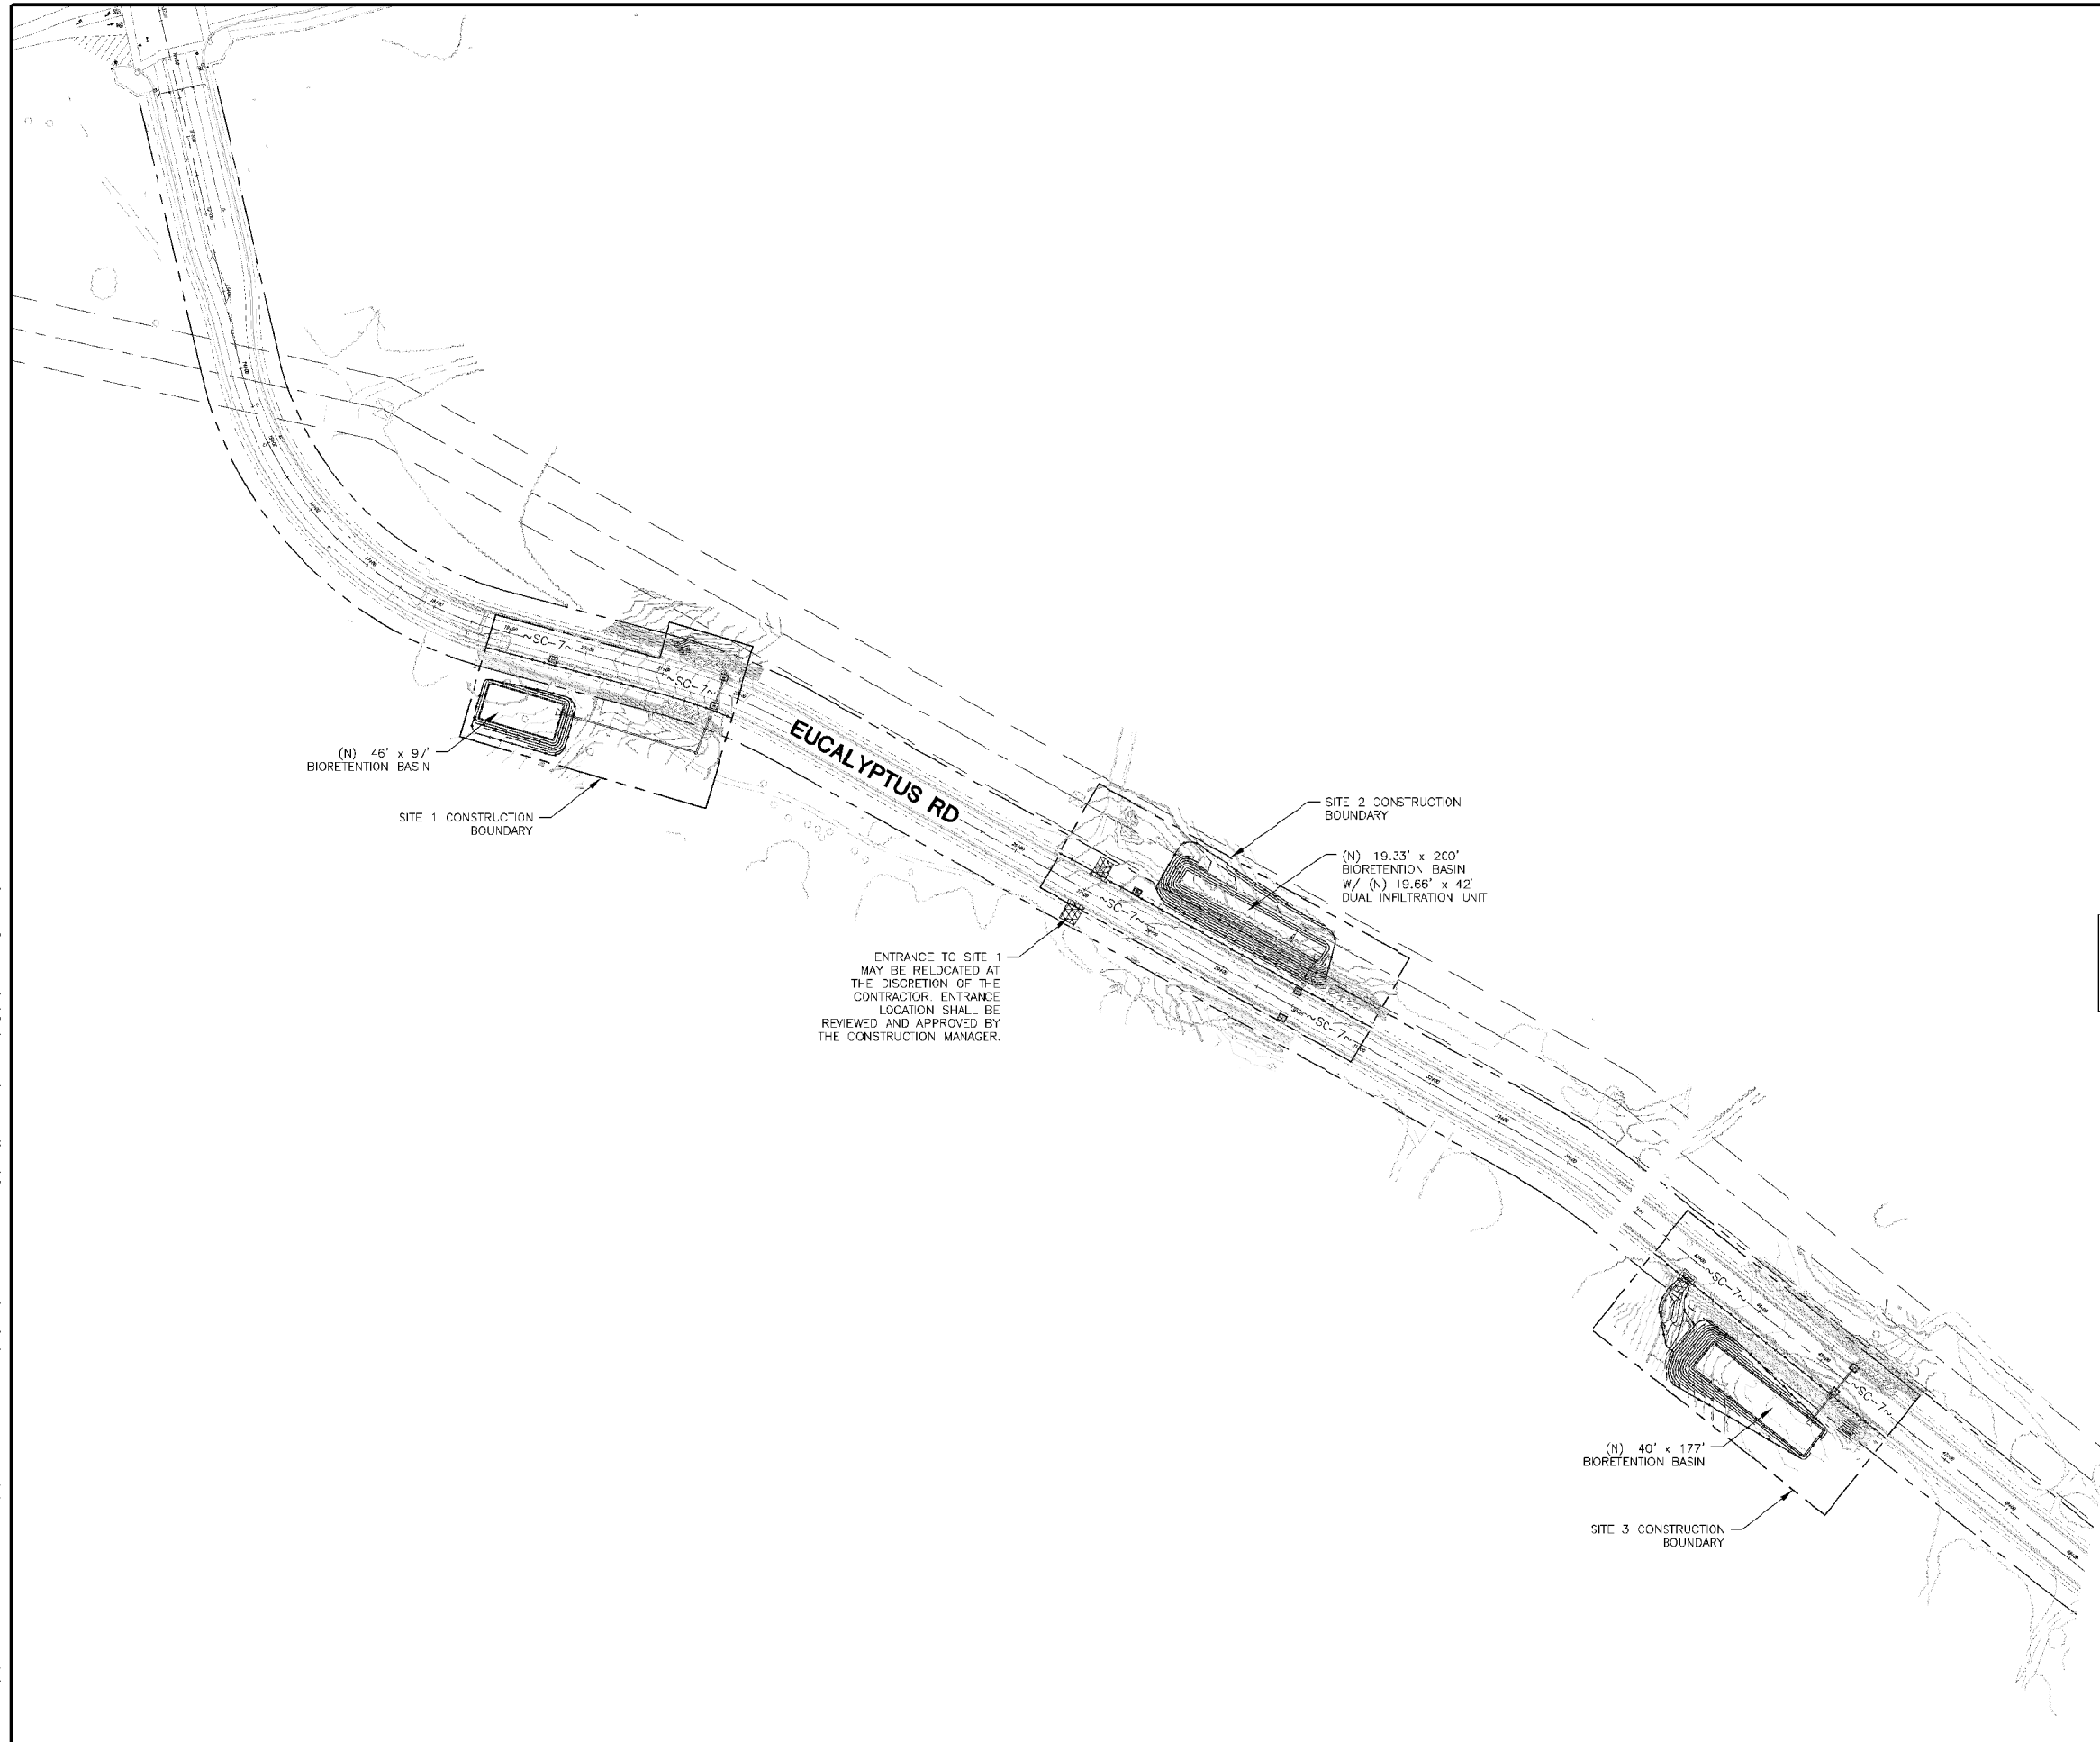 ~SC-7~
~SC-7~
(N) 46' x 97'
BIORETENTION BASIN
SITE 1 CONSTRUCTION
BOUNDARY
EUCALYPTUS RD
SITE 2 CONSTRUCTION
BOUNDARY
(N) 19.33' x 200'
BIORETENTION BASIN
W/ (N) 19.66' x 42'
DUAL INFILTRATION UNIT
~SC-7~
ENTRANCE TO SITE 1
MAY BE RELOCATED AT
THE DISCRETION OF THE
CONTRACTOR. ENTRANCE
LOCATION SHALL BE
REVIEWED AND APPROVED BY
THE CONSTRUCTION MANAGER.
~SC-7~
~SC-7~
~SC-7~
(N) 40' x 177'
BIORETENTION BASIN
SITE 3 CONSTRUCTION
BOUNDARY